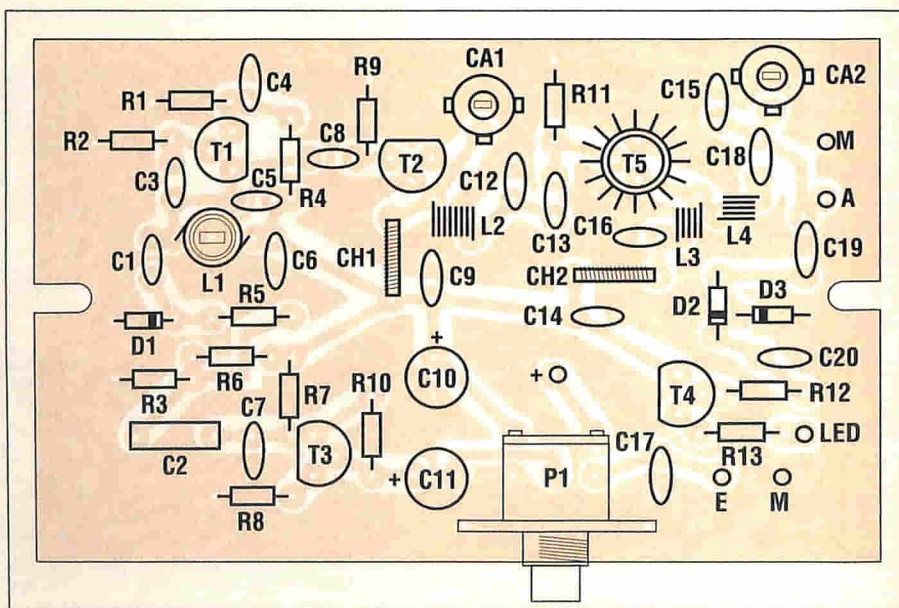 CA1
CA2
R9
C4
C15
R1
R11
R2
T1
C8
T2
T5
M
C18
C3
C5
R4
C12
A
L2
C13
C16
L3
L4
C19
C1
L1
C6
CH1
C9
CH2
D2
D3
R5
D1
C14
+
R6
C20
R3
C10
+
R7
R10
T4
R12
C7
LED
C2
T3
C17
R13
+
C11
P1
E
M
R8